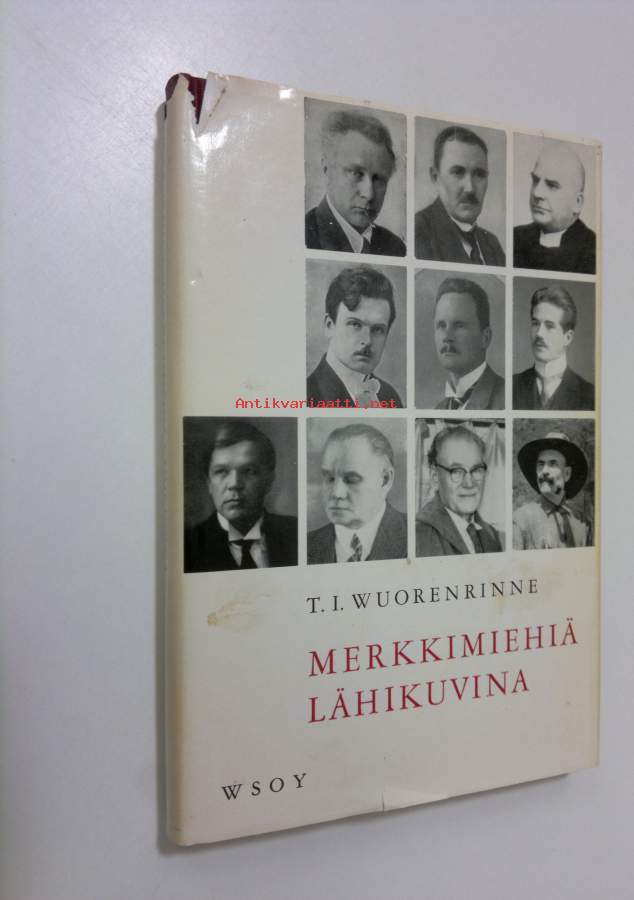 Antikvariaatti.net
T. I. WUORENRINNE
MERKKIMIEHIÄ
LÄHIKUVINA
WSOY